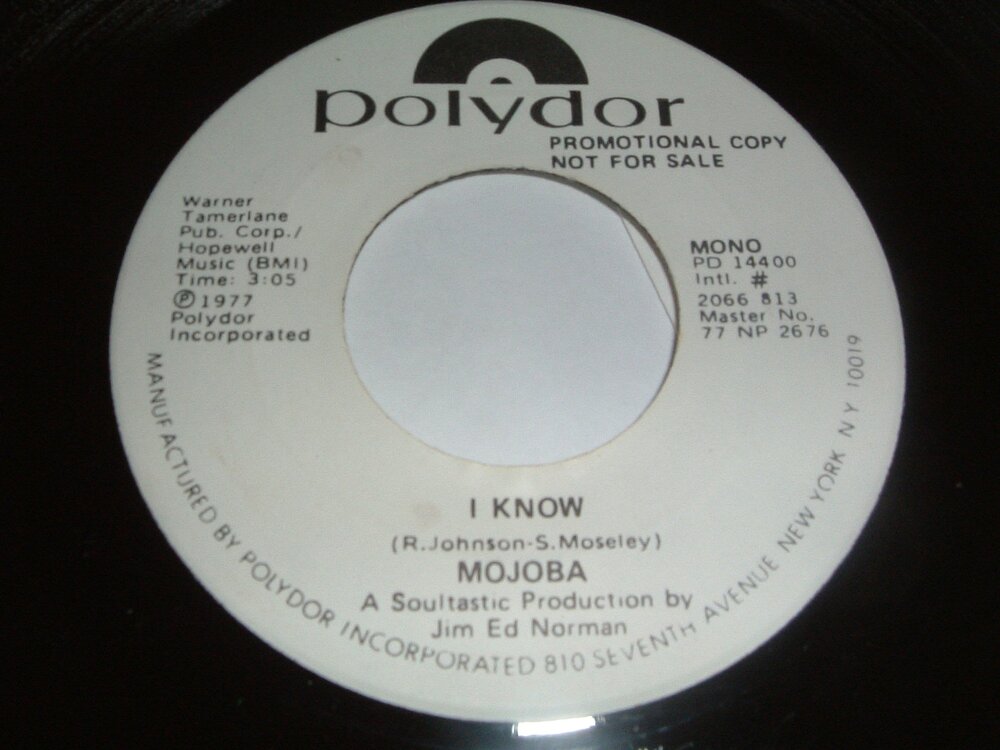 polydor
PROMOTIONAL COPY
NOT FOR SALE
Warner
Tamerlane
Pub. Corp./
Hopewell
Music (BMI)
Time: 3:05
℗ 1977
Polydor
Incorporated
MONO
PD 14400
Intl. #
2066 813
Master No.
77 NP 2676
I KNOW
(R.Johnson-S.Moseley)
MOJOBA
A Soultastic Production by
Jim Ed Norman
MANUFACTURED BY POLYDOR INCORPORATED 810 SEVENTH AVENUE NEW YORK NY 10019